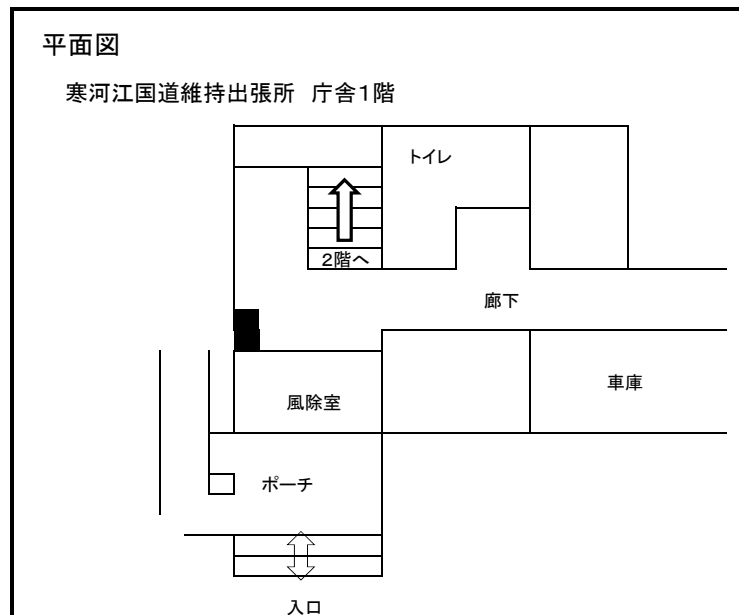 平面図
寒河江国道維持出張所 庁舎1階
トイレ
2階へ
廊下
車庫
風除室
ポーチ
入口